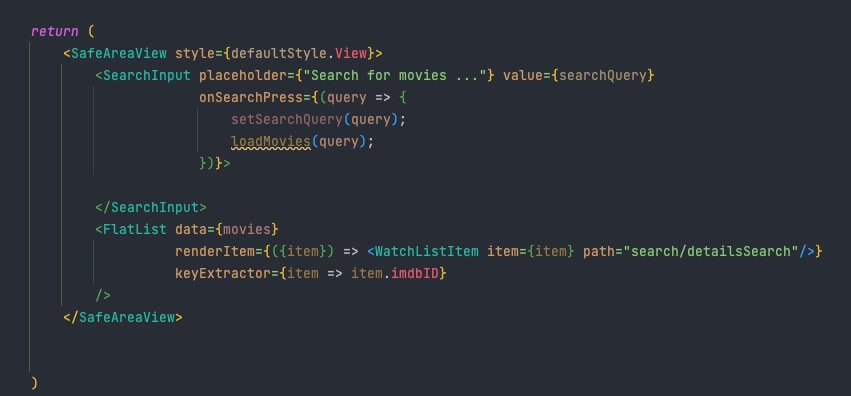 return (
<SafeAreaView style={defaultStyle.View}>
<SearchInput placeholder={"Search for movies ..."} value={searchQuery}
onSearchPress={(query => {
setSearchQuery(query);
loadMovies(query);
})}>
</SearchInput>
<FlatList data={movies}
renderItem={({item}) => <WatchListItem item={item} path="search/detailsSearch"/>}
keyExtractor={item => item.imdbID}
/>
</SafeAreaView>
)